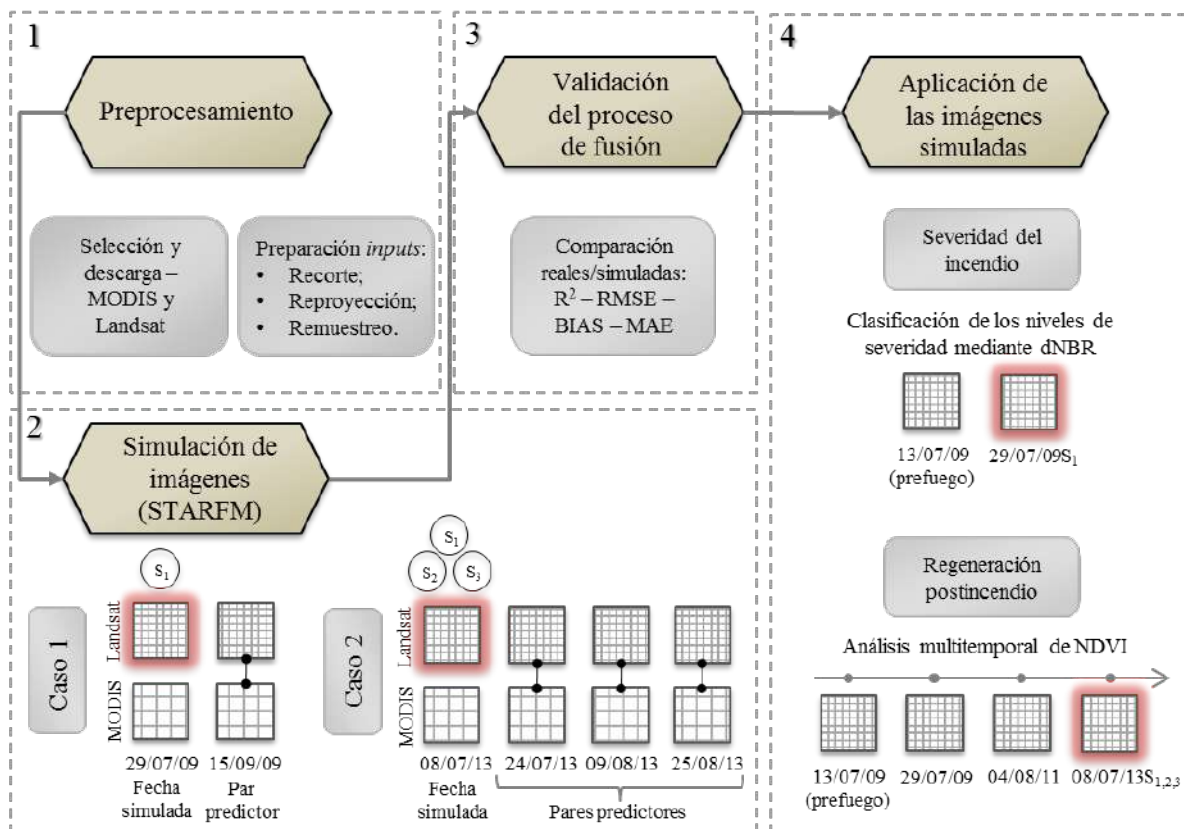 1
Preprocesamiento
Selección y
descarga –
MODIS y
Landsat
Preparación inputs:
• Recorte;
• Reproyección;
• Remuestreo.
2
Simulación de
imágenes
(STARFM)
Caso 1
Landsat
MODIS
S1
29/07/09
Fecha
simulada
15/09/09
Par
predictor
Caso 2
Landsat
MODIS
S1
S2
S3
08/07/13
Fecha
simulada
24/07/13
09/08/13
25/08/13
Pares predictores
3
Validación
del proceso
de fusión
Comparación
reales/simuladas:
R² – RMSE –
BIAS – MAE
4
Aplicación de
las imágenes
simuladas
Severidad del
incendio
Clasificación de los niveles de
severidad mediante dNBR
13/07/09
(prefuego)
29/07/09S1
Regeneración
postincendio
Análisis multitemporal de NDVI
13/07/09
(prefuego)
29/07/09
04/08/11
08/07/13S1,2,3